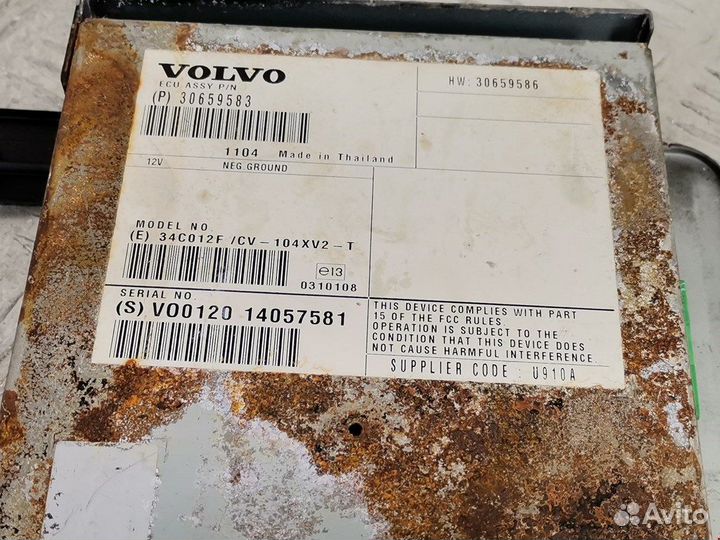 VOLVO
ECU ASSY P/N
(P) 30659583
HW: 30659586
1104 Made in Thailand
12V NEG.GROUND
MODEL NO.
(E) 34C012F /CV-104XV2-T
e13
0310108
SERIAL NO.
(S) V00120 14057581
THIS DEVICE COMPLIES WITH PART
15 OF THE FCC RULES.
OPERATION IS SUBJECT TO THE
CONDITION THAT THIS DEVICE DOES
NOT CAUSE HARMFUL INTERFERENCE.
SUPPLIER CODE : U910A
Avito